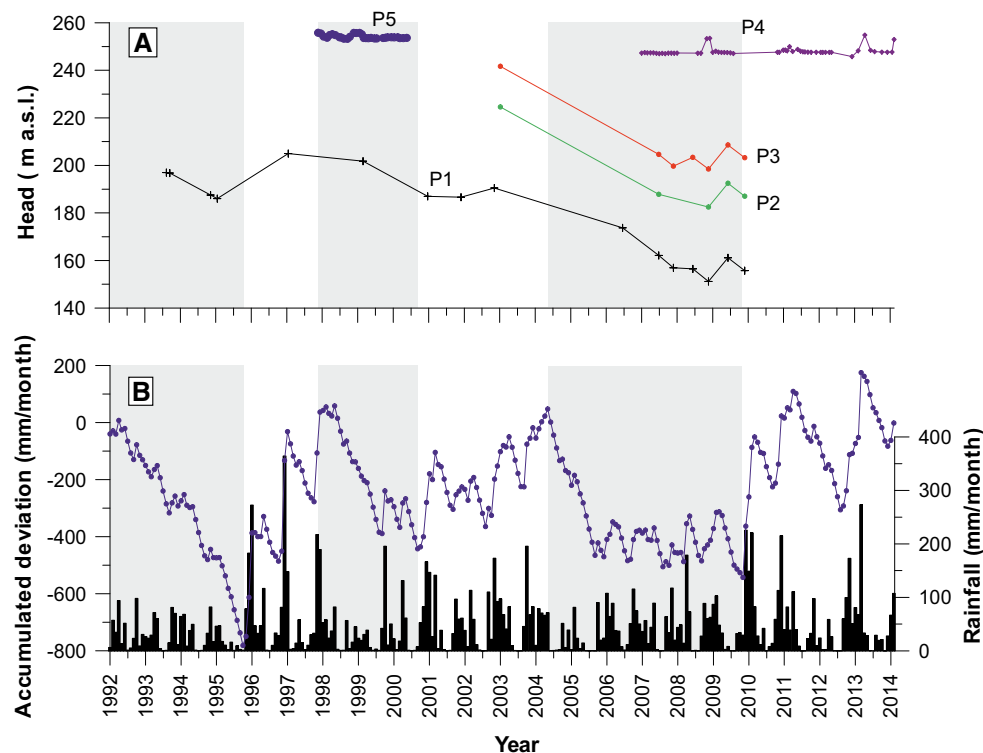 A
Head ( m a.s.l.)
260
240
220
200
180
160
140
P5
P4
P1
P3
P2
B
Accumulated deviation (mm/month)
200
0
-200
-400
-600
-800
Rainfall (mm/month)
400
300
200
100
0
1992 1993 1994 1995 1996 1997 1998 1999 2000 2001 2002 2003 2004 2005 2006 2007 2008 2009 2010 2011 2012 2013 2014
Year